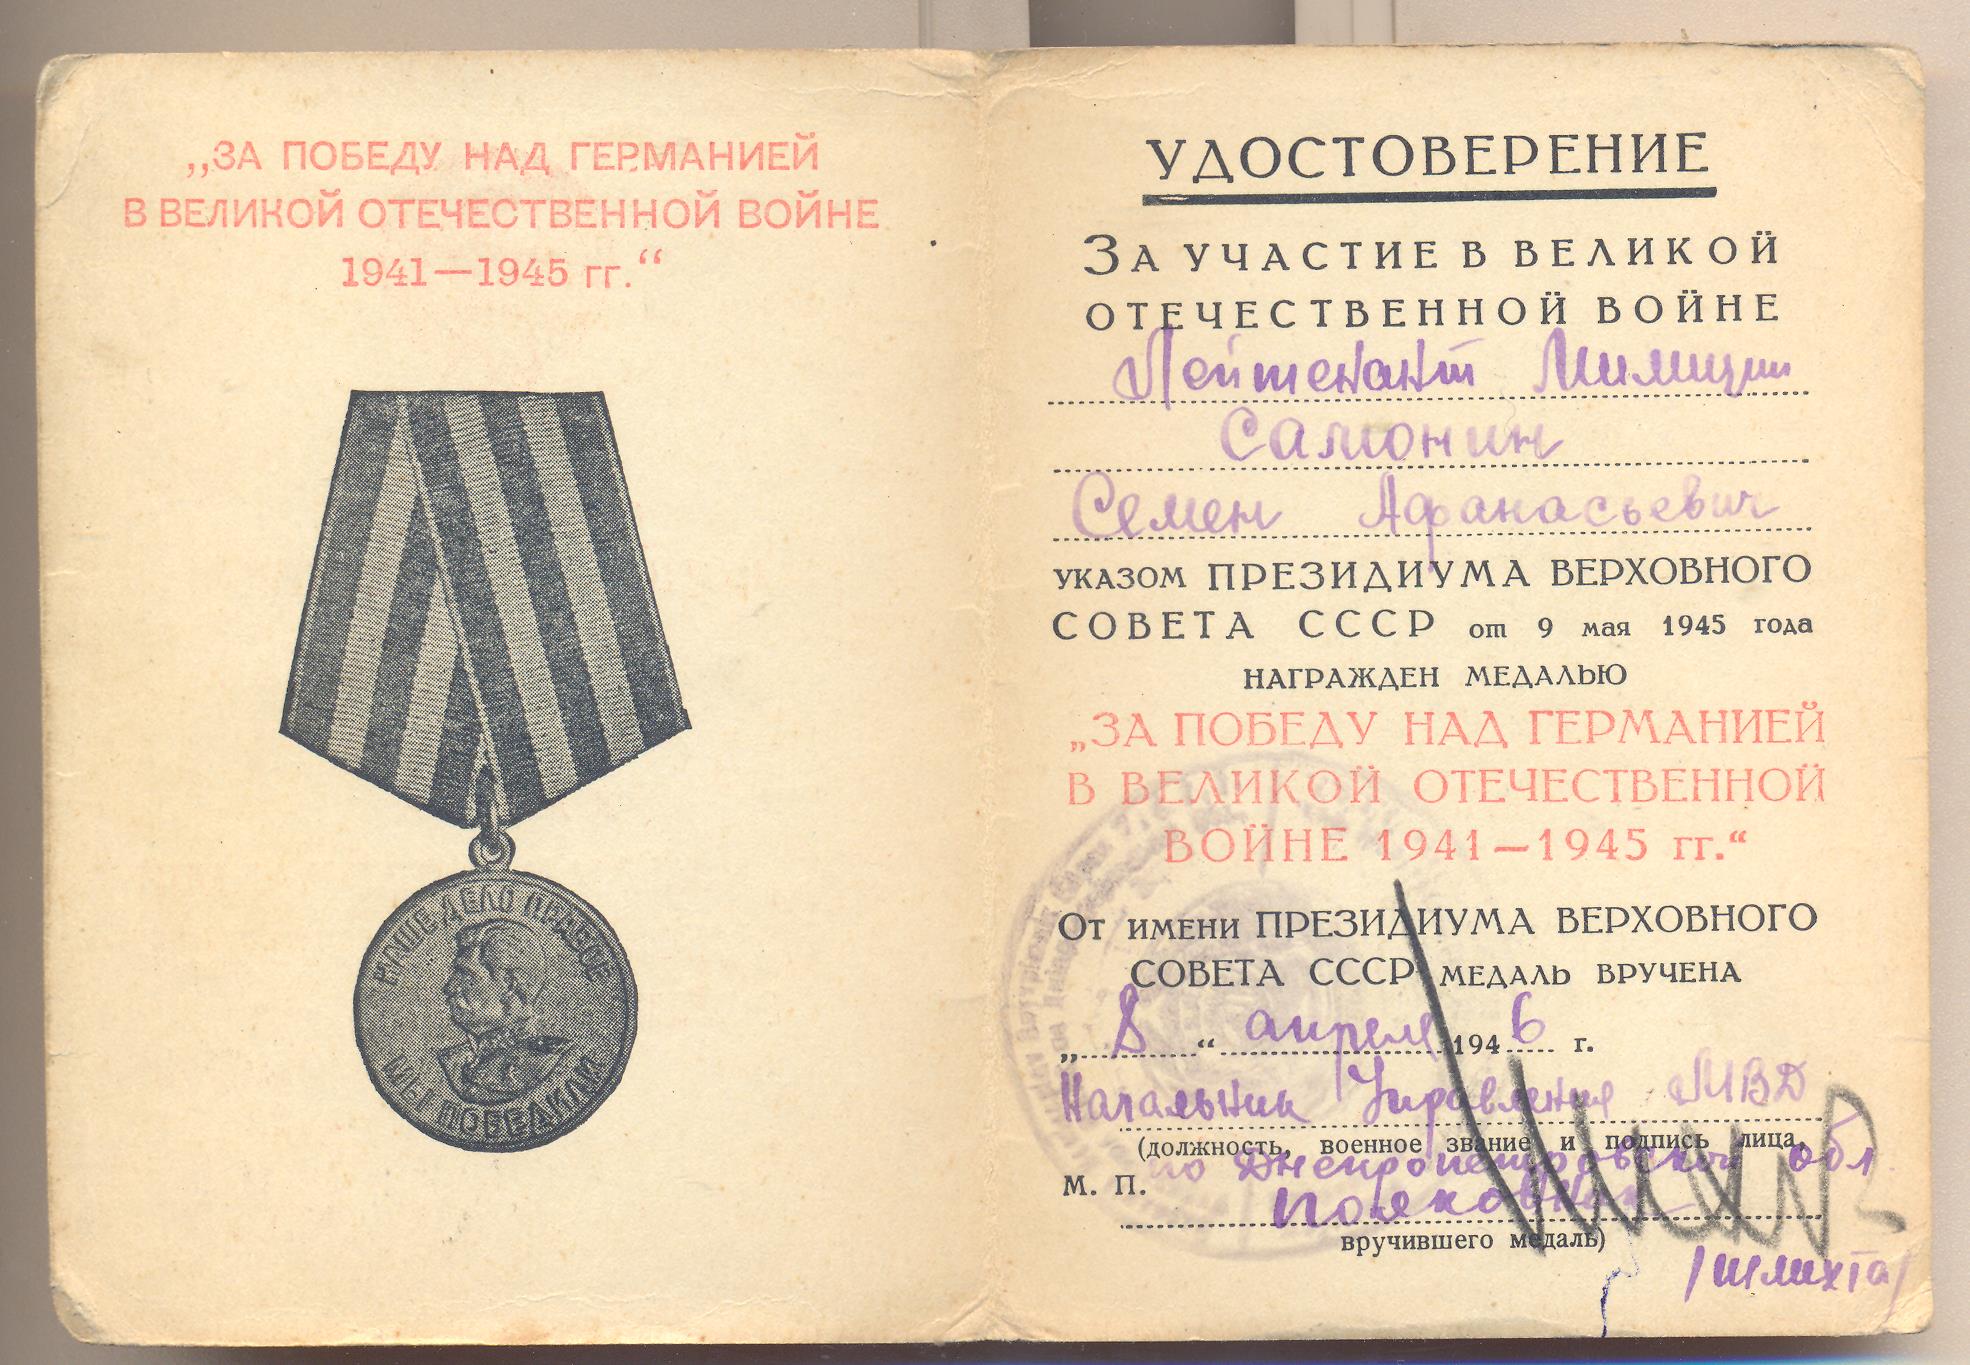 „ЗА ПОБЕДУ НАД ГЕРМАНИЕЙ
В ВЕЛИКОЙ ОТЕЧЕСТВЕННОЙ ВОЙНЕ
1941—1945 гг.“
НАШЕ ДЕЛО ПРАВОЕ
МЫ ПОБЕДИЛИ
УДОСТОВЕРЕНИЕ
ЗА УЧАСТИЕ В ВЕЛИКОЙ
ОТЕЧЕСТВЕННОЙ ВОЙНЕ
Лейтенант Милиции
Самонин
Семен Афанасьевич
УКАЗОМ ПРЕЗИДИУМА ВЕРХОВНОГО
СОВЕТА СССР от 9 мая 1945 года
НАГРАЖДЕН МЕДАЛЬЮ
„ЗА ПОБЕДУ НАД ГЕРМАНИЕЙ
В ВЕЛИКОЙ ОТЕЧЕСТВЕННОЙ
ВОЙНЕ 1941—1945 гг.“
ОТ ИМЕНИ ПРЕЗИДИУМА ВЕРХОВНОГО
СОВЕТА СССР МЕДАЛЬ ВРУЧЕНА
„8“ апреля 1946 г.
Начальник Управления МВД
(должность, военное звание и подпись лица,
по Днепропетровской обл.
М. П.
Полковник
вручившего медаль)
/Шлихта/